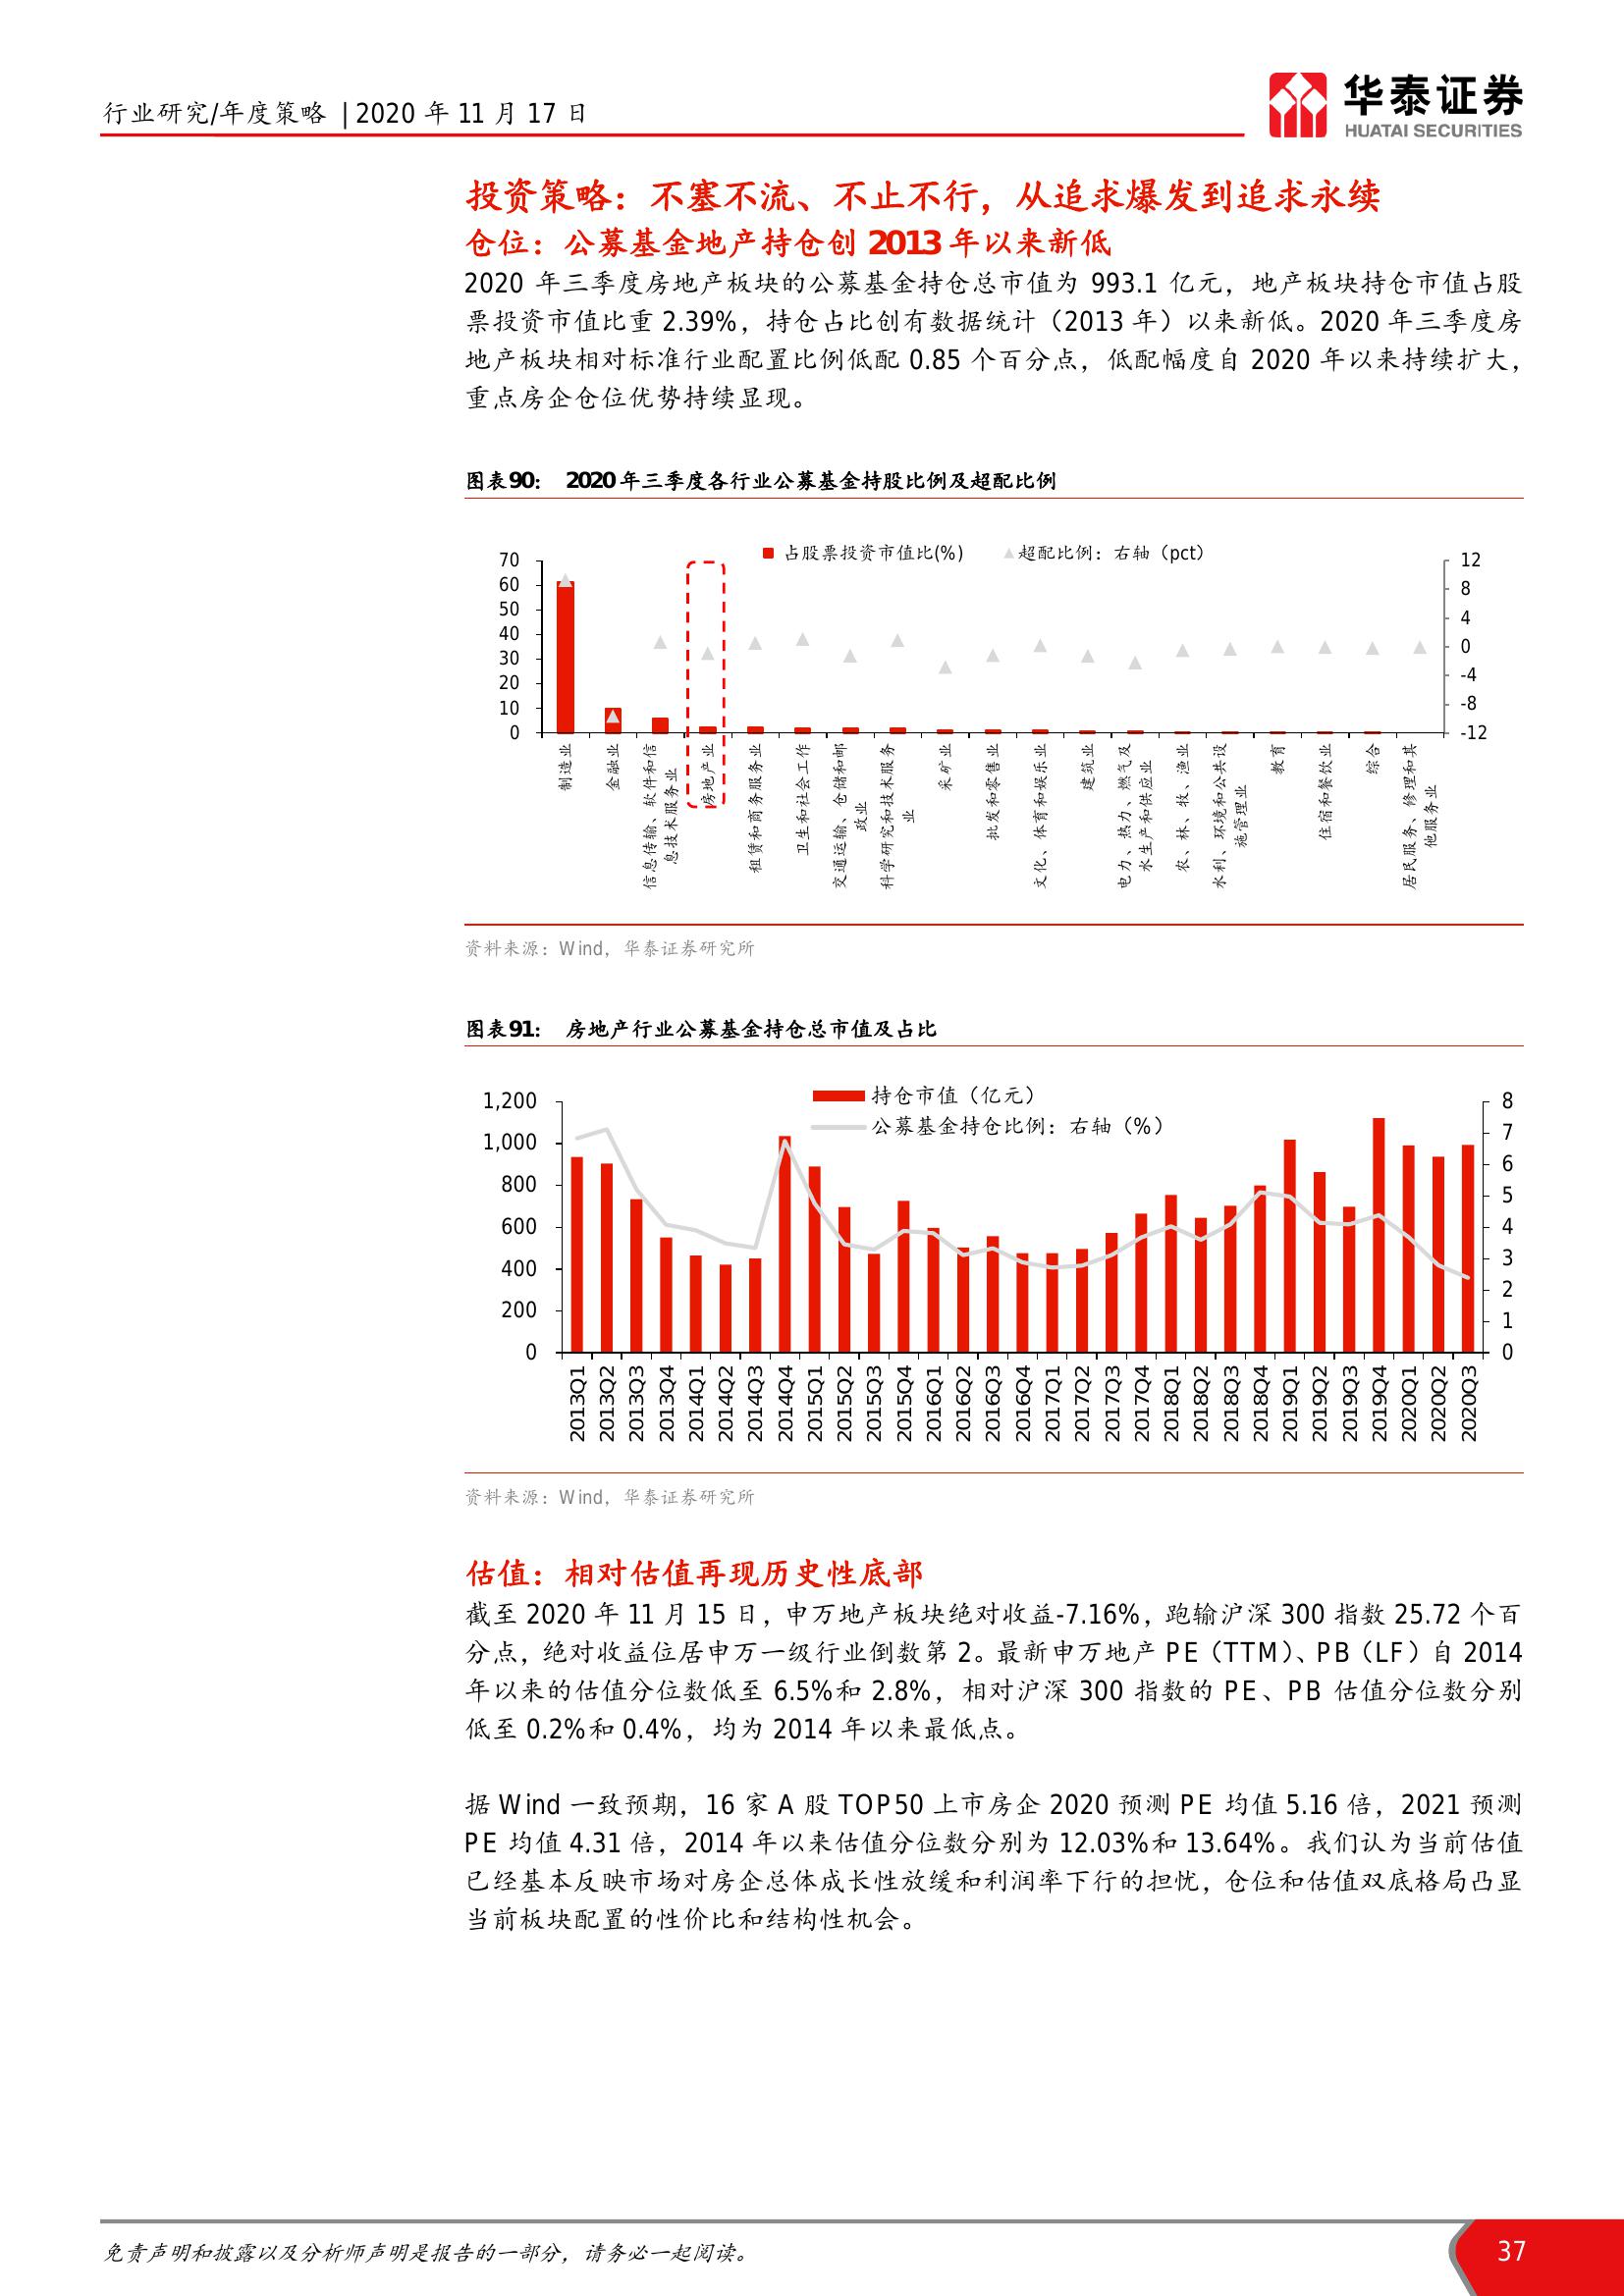 行业研究/年度策略 | 2020 年 11 月 17 日
华泰证券
HUATAI SECURITIES
投资策略：不塞不流、不止不行，从追求爆发到追求永续
仓位：公募基金地产持仓创 2013 年以来新低
2020 年三季度房地产板块的公募基金持仓总市值为 993.1 亿元，地产板块持仓市值占股
票投资市值比重 2.39%，持仓占比创有数据统计（2013 年）以来新低。2020 年三季度房
地产板块相对标准行业配置比例低配 0.85 个百分点，低配幅度自 2020 年以来持续扩大，
重点房企仓位优势持续显现。
图表90： 2020 年三季度各行业公募基金持股比例及超配比例
占股票投资市值比(%) 超配比例：右轴（pct）
70
60
50
40
30
20
10
0
12
8
4
0
-4
-8
-12
制造业
金融业
信息传输、软件和信
息技术服务业
房地产业
租赁和商务服务业
卫生和社会工作
交通运输、仓储和邮
政业
科学研究和技术服务
业
采矿业
批发和零售业
文化、体育和娱乐业
建筑业
电力、热力、燃气及
水生产和供应业
农、林、牧、渔业
水利、环境和公共设
施管理业
教育
住宿和餐饮业
综合
居民服务、修理和其
他服务业
资料来源：Wind，华泰证券研究所
图表91： 房地产行业公募基金持仓总市值及占比
持仓市值（亿元）
公募基金持仓比例：右轴（%）
1,200
1,000
800
600
400
200
0
8
7
6
5
4
3
2
1
0
2013Q1
2013Q2
2013Q3
2013Q4
2014Q1
2014Q2
2014Q3
2014Q4
2015Q1
2015Q2
2015Q3
2015Q4
2016Q1
2016Q2
2016Q3
2016Q4
2017Q1
2017Q2
2017Q3
2017Q4
2018Q1
2018Q2
2018Q3
2018Q4
2019Q1
2019Q2
2019Q3
2019Q4
2020Q1
2020Q2
2020Q3
资料来源：Wind，华泰证券研究所
估值：相对估值再现历史性底部
截至 2020 年 11 月 15 日，申万地产板块绝对收益-7.16%，跑输沪深 300 指数 25.72 个百
分点，绝对收益位居申万一级行业倒数第 2。最新申万地产 PE（TTM）、PB（LF）自 2014
年以来的估值分位数低至 6.5%和 2.8%，相对沪深 300 指数的 PE、PB 估值分位数分别
低至 0.2%和 0.4%，均为 2014 年以来最低点。
据 Wind 一致预期，16 家 A 股 TOP50 上市房企 2020 预测 PE 均值 5.16 倍，2021 预测
PE 均值 4.31 倍，2014 年以来估值分位数分别为 12.03%和 13.64%。我们认为当前估值
已经基本反映市场对房企总体成长性放缓和利润率下行的担忧，仓位和估值双底格局凸显
当前板块配置的性价比和结构性机会。
免责声明和披露以及分析师声明是报告的一部分，请务必一起阅读。
37